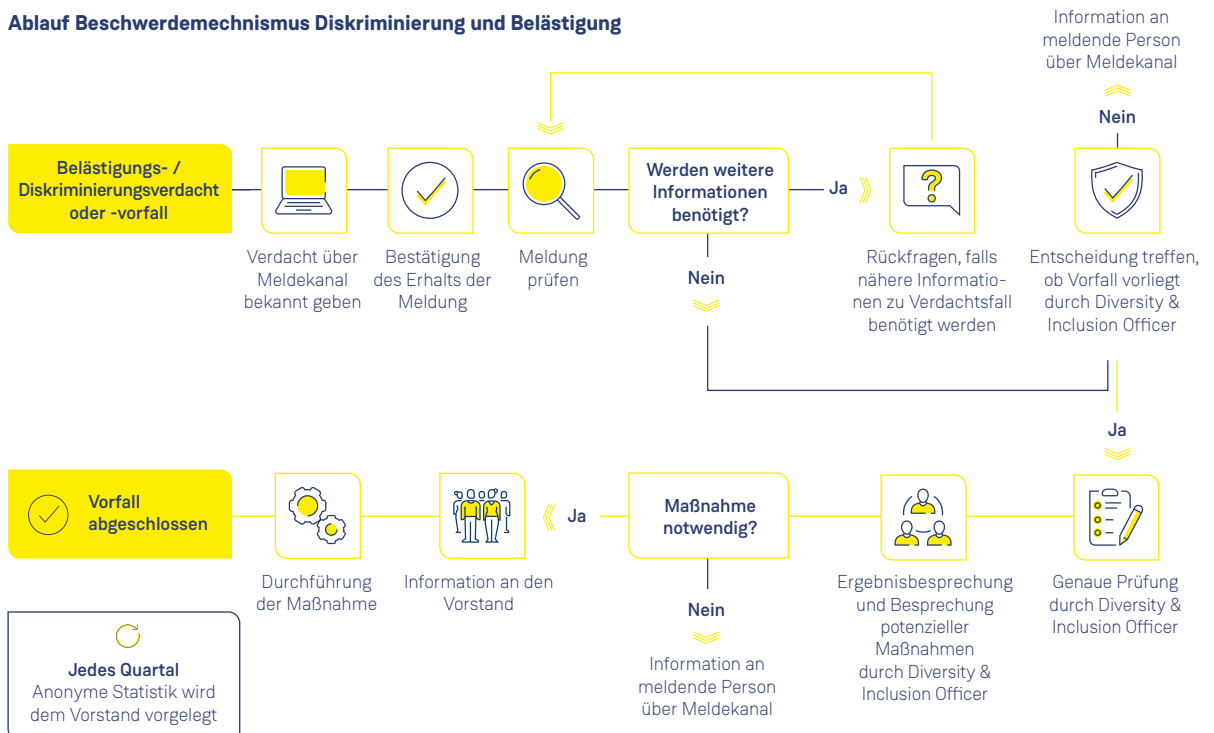 Ablauf Beschwerdemechnismus Diskriminierung und Belästigung
Information an
meldende Person
über Meldekanal
Nein
Belästigungs- /
Diskriminierungsverdacht
oder -vorfall
Verdacht über
Meldekanal
bekannt geben
Bestätigung
des Erhalts der
Meldung
Meldung
prüfen
Werden weitere
Informationen
benötigt?
Ja
Nein
?
Rückfragen, falls
nähere Informatio-
nen zu Verdachtsfall
benötigt werden
Entscheidung treffen,
ob Vorfall vorliegt
durch Diversity &
Inclusion Officer
Ja
Genaue Prüfung
durch Diversity &
Inclusion Officer
Ergebnisbesprechung
und Besprechung
potenzieller
Maßnahmen
durch Diversity &
Inclusion Officer
Maßnahme
notwendig?
Nein
Information an
meldende Person
über Meldekanal
Ja
Information an den
Vorstand
Durchführung
der Maßnahme
Vorfall
abgeschlossen
Jedes Quartal
Anonyme Statistik wird
dem Vorstand vorgelegt